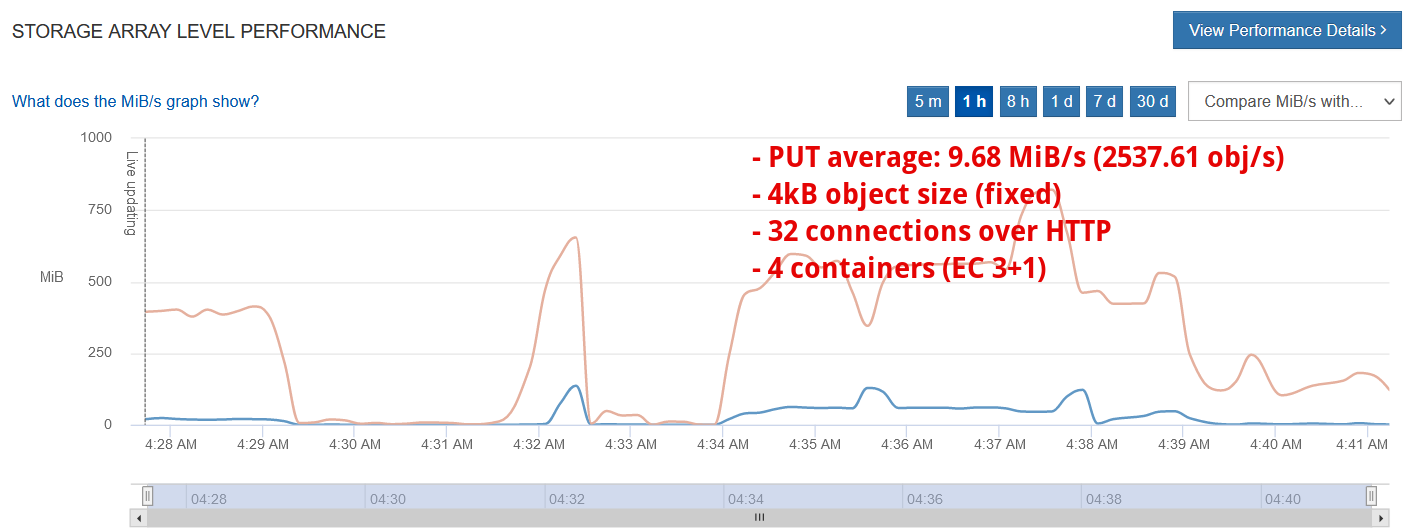 STORAGE ARRAY LEVEL PERFORMANCE
View Performance Details >
What does the MiB/s graph show?
5 m 1 h 8 h 1 d 7 d 30 d Compare MiB/s with...
1000
750
500
250
0
MiB
Live updating
- PUT average: 9.68 MiB/s (2537.61 obj/s)
- 4kB object size (fixed)
- 32 connections over HTTP
- 4 containers (EC 3+1)
4:28 AM 4:29 AM 4:30 AM 4:31 AM 4:32 AM 4:33 AM 4:34 AM 4:35 AM 4:36 AM 4:37 AM 4:38 AM 4:39 AM 4:40 AM 4:41 AM
04:28 04:30 04:32 04:34 04:36 04:38 04:40